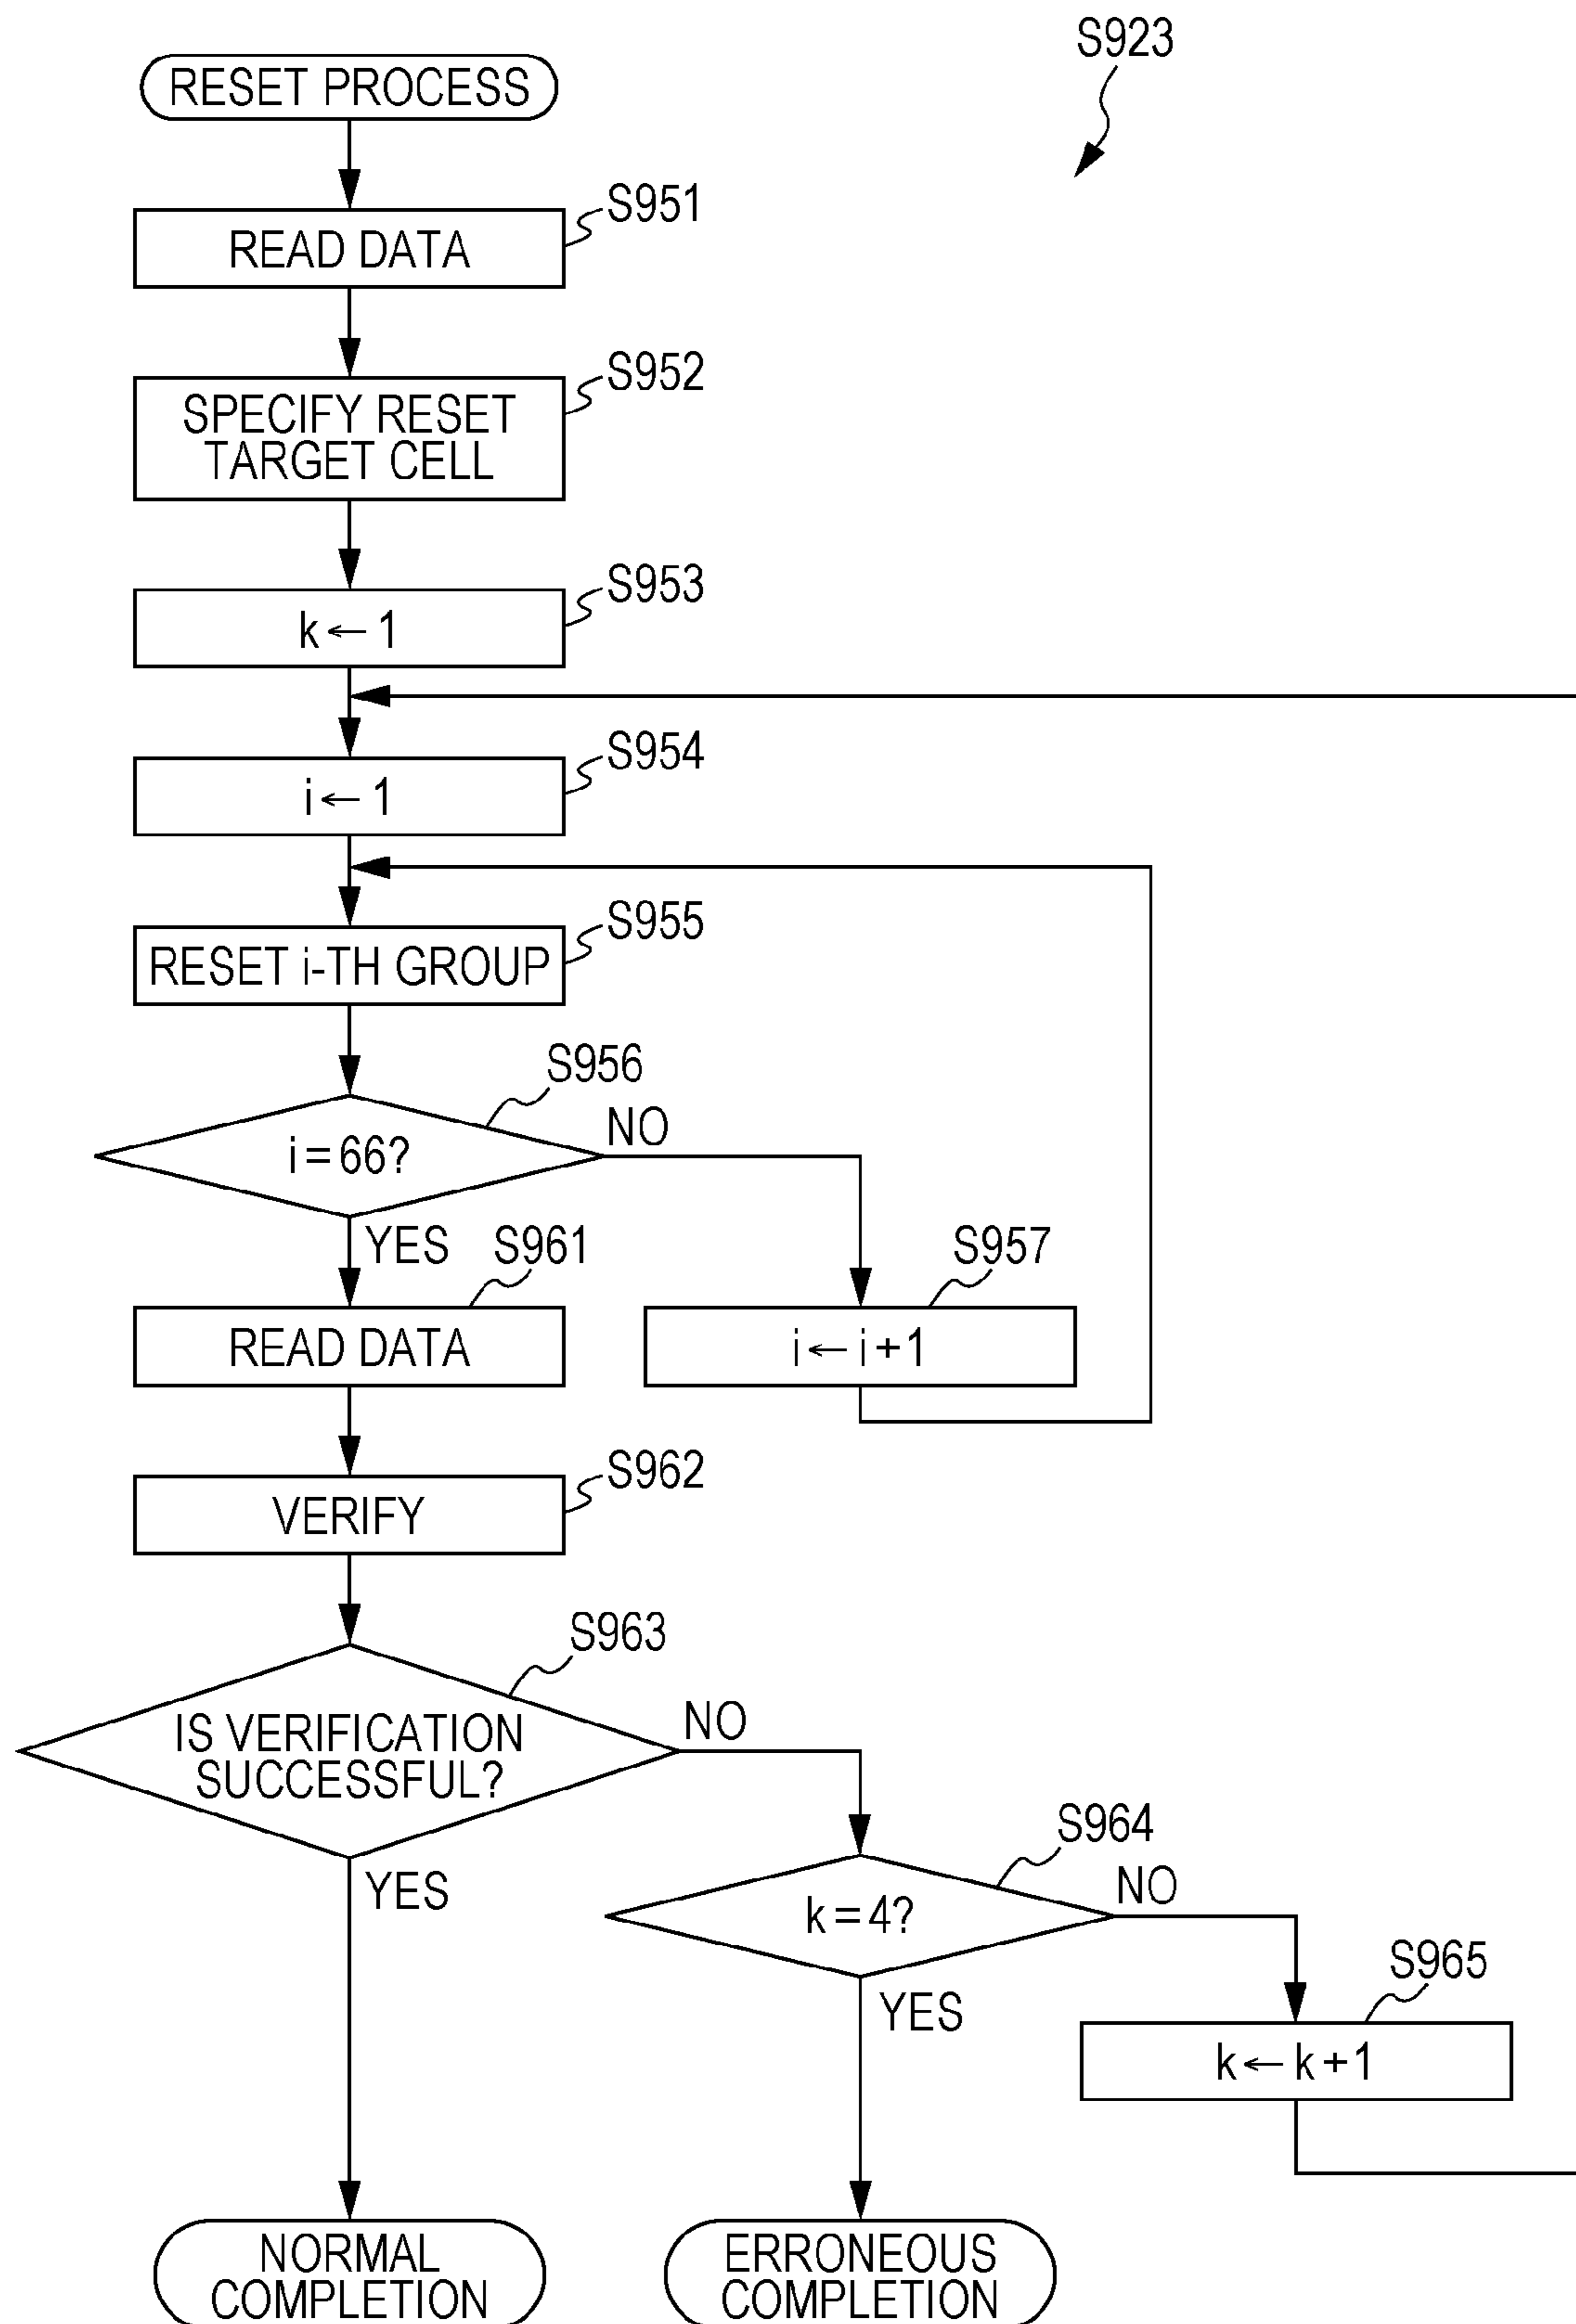 S923
RESET PROCESS
S951
READ DATA
S952
SPECIFY RESET
TARGET CELL
S953
k ← 1
S954
i ← 1
S955
RESET i-TH GROUP
S956
i = 66?
NO
YES
S961
S957
READ DATA
i ← i + 1
S962
VERIFY
S963
IS VERIFICATION
SUCCESSFUL?
NO
YES
S964
k = 4?
NO
YES
S965
k ← k + 1
NORMAL
COMPLETION
ERRONEOUS
COMPLETION